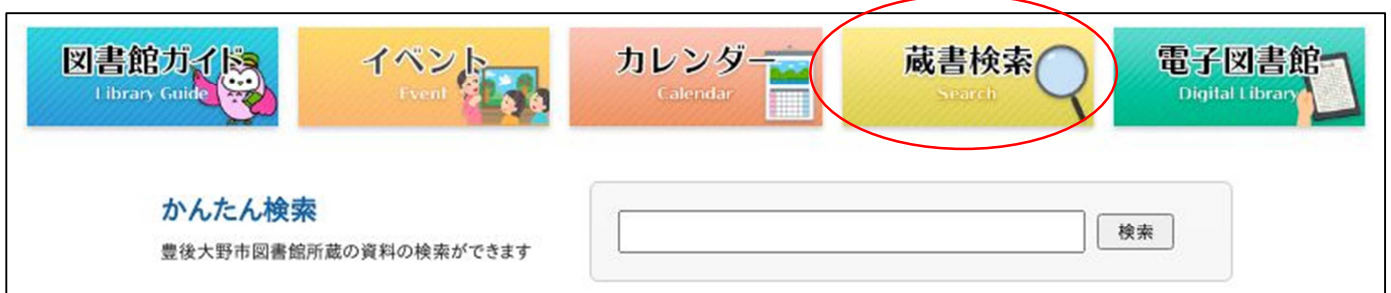 図書館ガイド
Library Guide
イベント
Event
カレンダー
Calendar
蔵書検索
Search
電子図書館
Digital Library
かんたん検索
豊後大野市図書館所蔵の資料の検索ができます
検索